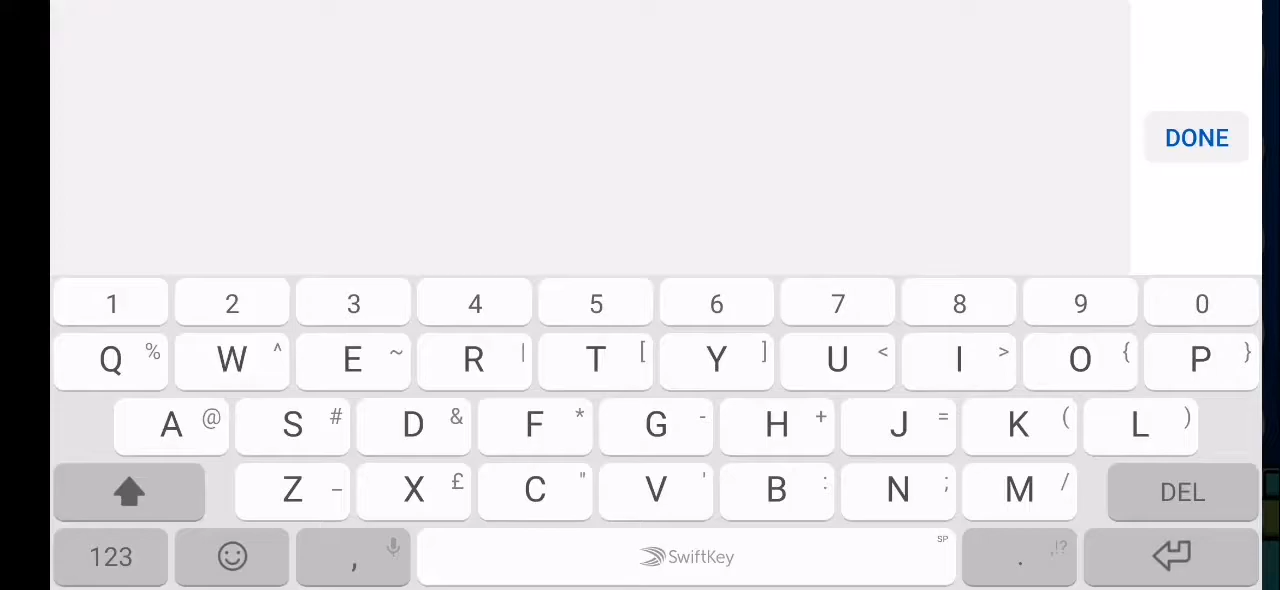 DONE
1 2 3 4 5 6 7 8 9 0
Q % W ^ E ~ R | T [ Y ] U < I > O { P }
A @ S # D & F * G - H + J = K ( L )
Z _ X £ C " V ' B : N ; M / DEL
123 , SwiftKey SP . ,!?